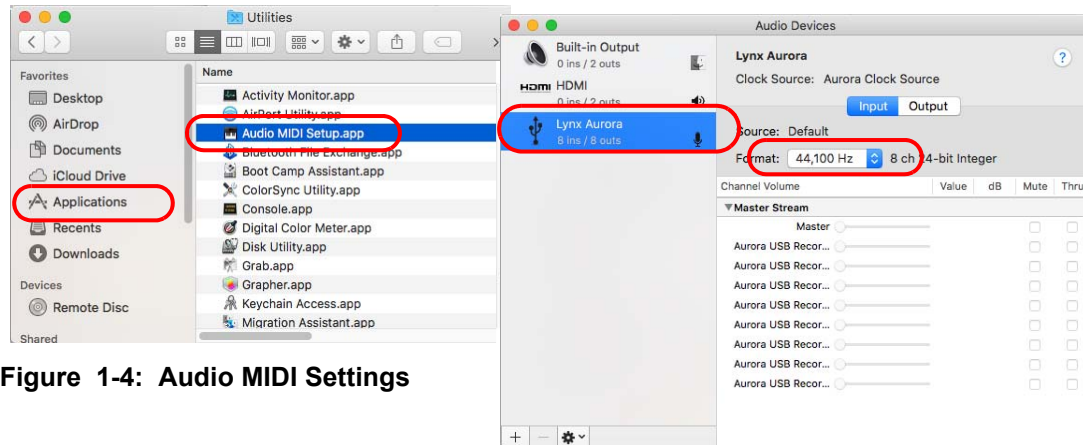 Utilities
Favorites
Desktop
AirDrop
Documents
iCloud Drive
Applications
Recents
Downloads
Devices
Remote Disc
Shared
Name
Activity Monitor.app
AirPort Utility.app
Audio MIDI Setup.app
Bluetooth File Exchange.app
Boot Camp Assistant.app
ColorSync Utility.app
Console.app
Digital Color Meter.app
Disk Utility.app
Grab.app
Grapher.app
Keychain Access.app
Migration Assistant.app
Figure 1-4: Audio MIDI Settings
Audio Devices
Built-in Output
0 ins / 2 outs
HDMI HDMI
0 ins / 2 outs
Lynx Aurora
8 ins / 8 outs
Lynx Aurora
?
Clock Source: Aurora Clock Source
Input Output
Source: Default
Format: 44,100 Hz 8 ch 24-bit Integer
Channel Volume Value dB Mute Thru
▼Master Stream
Master
Aurora USB Recor...
Aurora USB Recor...
Aurora USB Recor...
Aurora USB Recor...
Aurora USB Recor...
Aurora USB Recor...
Aurora USB Recor...
Aurora USB Recor...